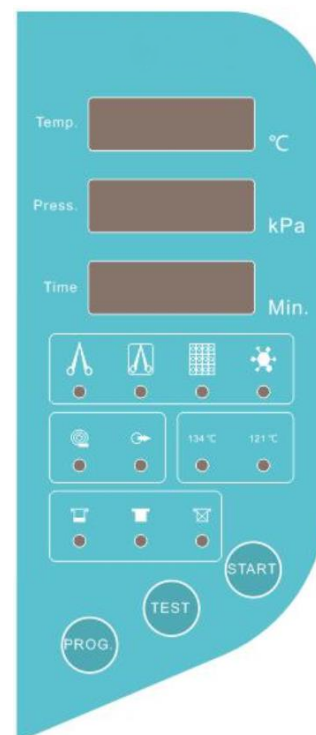 Temp.
℃
Press.
kPa
Time
Min.
134 ℃ 121 ℃
START
TEST
PROG.